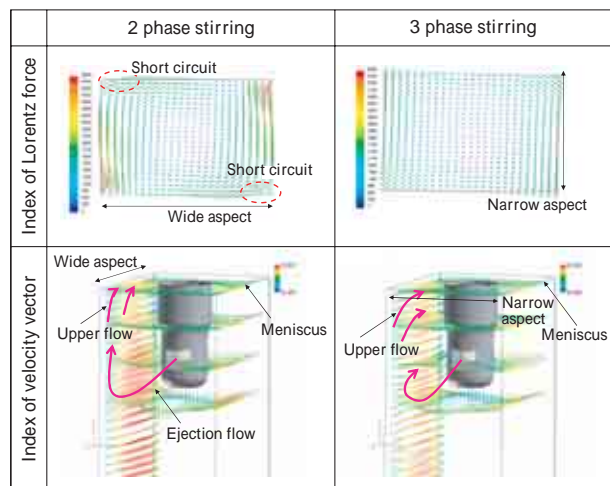 2 phase stirring
3 phase stirring
Index of Lorentz force
Short circuit
Short circuit
Wide aspect
Narrow aspect
Index of velocity vector
Wide aspect
Upper flow
Meniscus
Ejection flow
Narrow
aspect
Upper flow
Meniscus